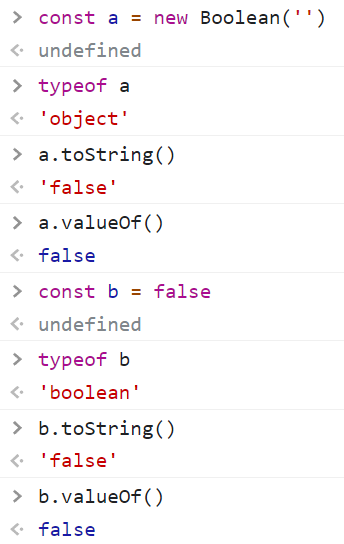 > const a = new Boolean('')
<· undefined
> typeof a
<· 'object'
> a.toString()
<· 'false'
> a.valueOf()
<· false
> const b = false
<· undefined
> typeof b
<· 'boolean'
> b.toString()
<· 'false'
> b.valueOf()
<· false